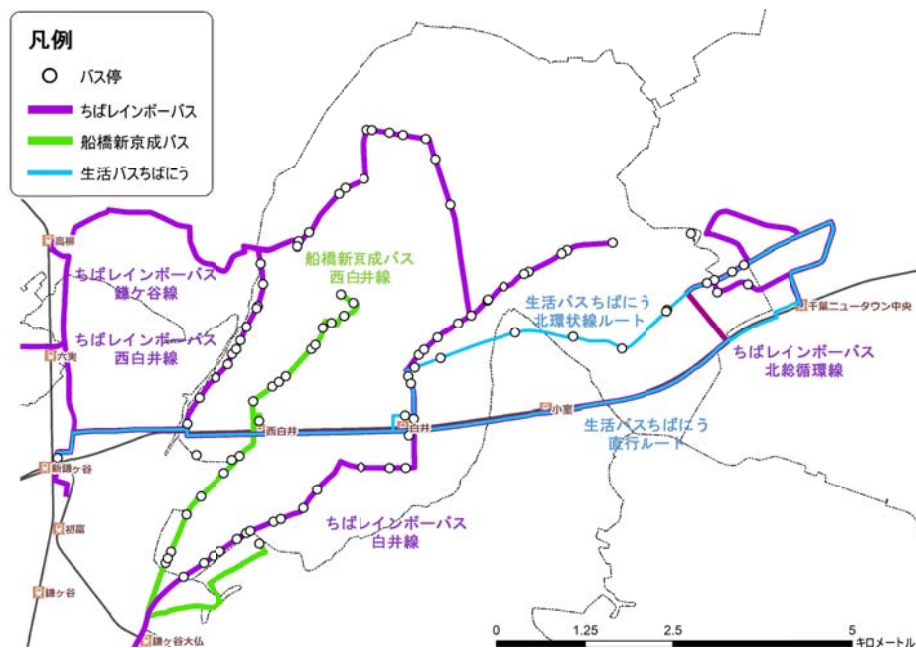 凡例
バス停
ちばレインボーバス
船橋新京成バス
生活バスちばにう
高柳
ちばレインボーバス
鎌ケ谷線
船橋新京成バス
西白井線
生活バスちばにう
北環状線ルート
千葉ニュータウン中央
ちばレインボーバス
西白井線
六実
ちばレインボーバス
北総循環線
小室
西白井
白井
生活バスちばにう
直行ルート
新鎌ヶ谷
ちばレインボーバス
白井線
初富
鎌ヶ谷
鎌ヶ谷大仏
0 1.25 2.5 5
キロメートル